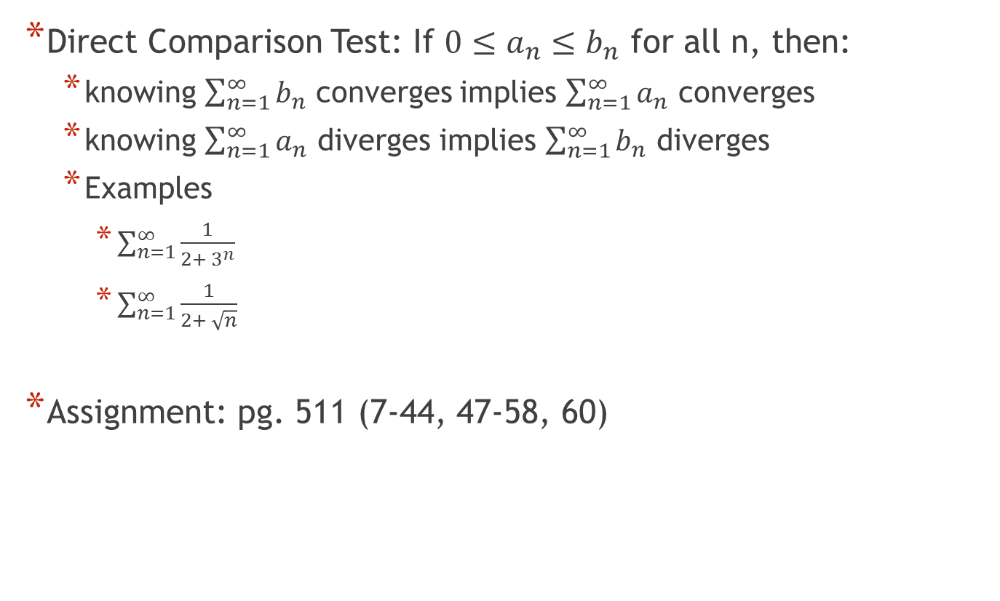 * Direct Comparison Test: If $0 \leq a_n \leq b_n$ for all n, then:
* knowing $\sum_{n=1}^{\infty} b_n$ converges implies $\sum_{n=1}^{\infty} a_n$ converges
* knowing $\sum_{n=1}^{\infty} a_n$ diverges implies $\sum_{n=1}^{\infty} b_n$ diverges
* Examples
* $\sum_{n=1}^{\infty} \frac{1}{2+ 3^n}$
* $\sum_{n=1}^{\infty} \frac{1}{2+ \sqrt{n}}$
* Assignment: pg. 511 (7-44, 47-58, 60)